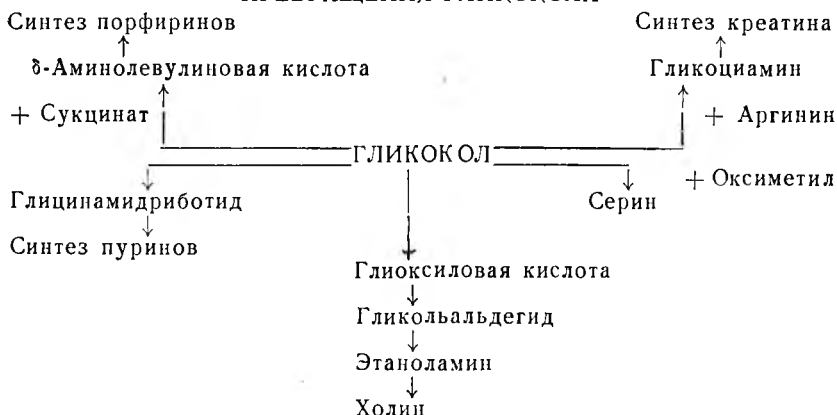 Синтез порфиринов
Синтез креатина
δ-Аминолевулиновая кислота
Гликоциамин
+ Сукцинат
+ Аргинин
ГЛИКОКОЛ
+ Оксиметил
Глицинамидриботид
Серин
Синтез пуринов
Глиоксиловая кислота
Гликольальдегид
Этаноламин
Холин